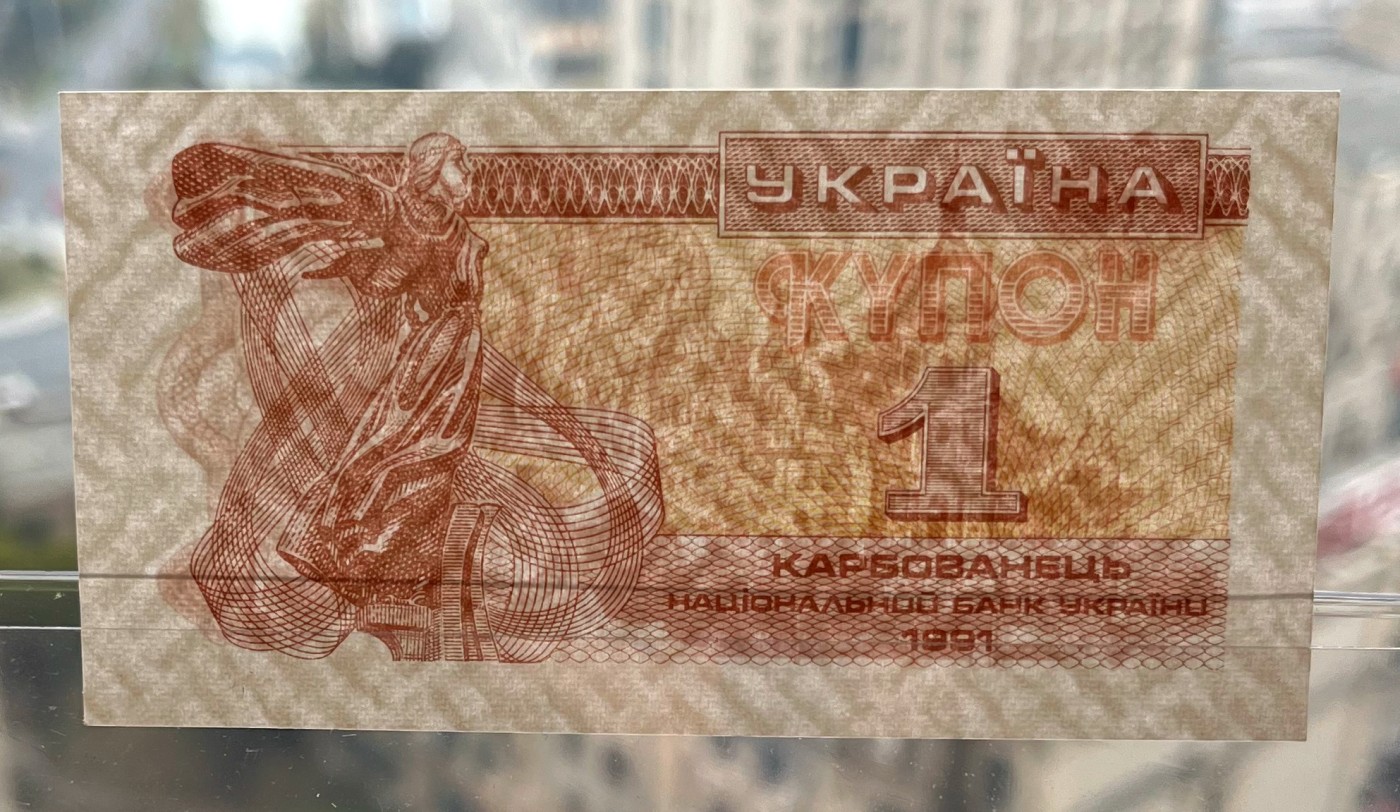 УКРАЇНА
КУПОН
1
КАРБОВАНЕЦЬ
НАЦІОНАЛЬНИЙ БАНК УКРАЇНИ
1991